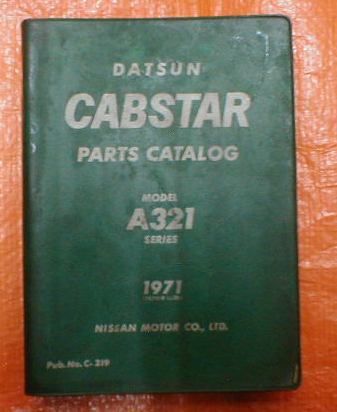 DATSUN
CABSTAR
PARTS CATALOG
MODEL
A321
SERIES
1971
NISSAN MOTOR CO., LTD.
Pub. No. C-219